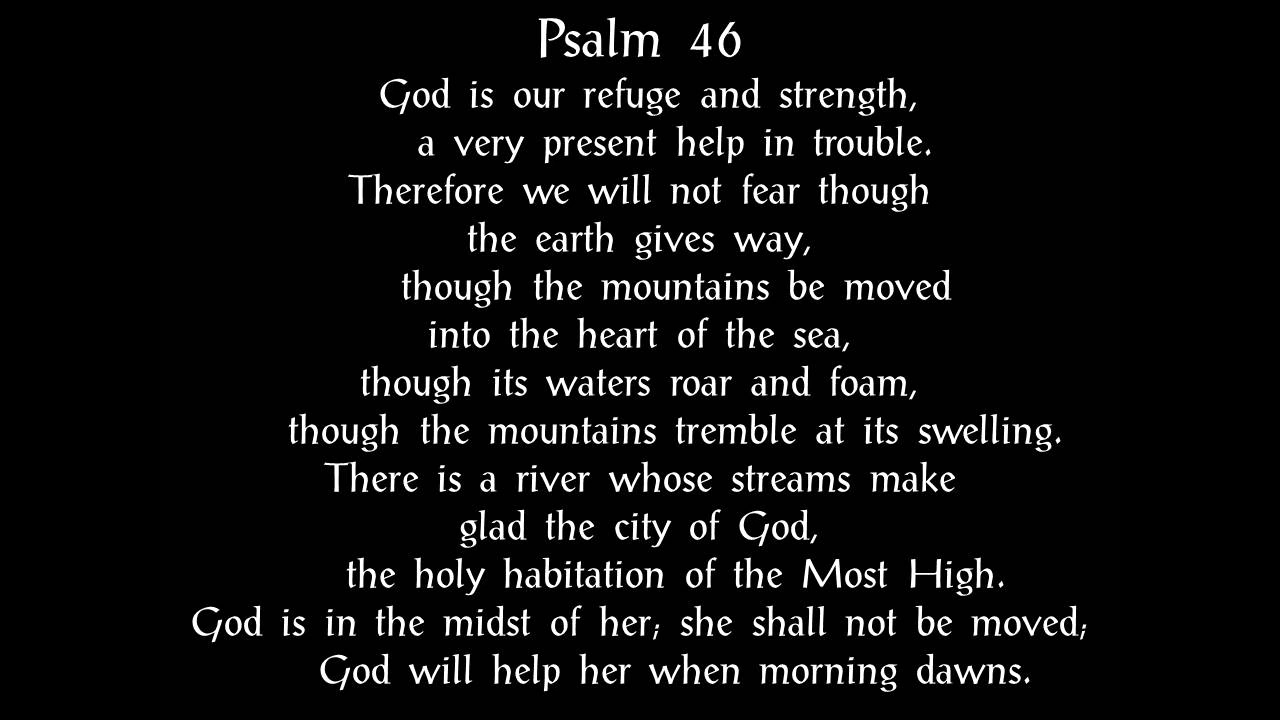 Psalm 46
God is our refuge and strength,
a very present help in trouble.
Therefore we will not fear though
the earth gives way,
though the mountains be moved
into the heart of the sea,
though its waters roar and foam,
though the mountains tremble at its swelling.
There is a river whose streams make
glad the city of God,
the holy habitation of the Most High.
God is in the midst of her; she shall not be moved;
God will help her when morning dawns.